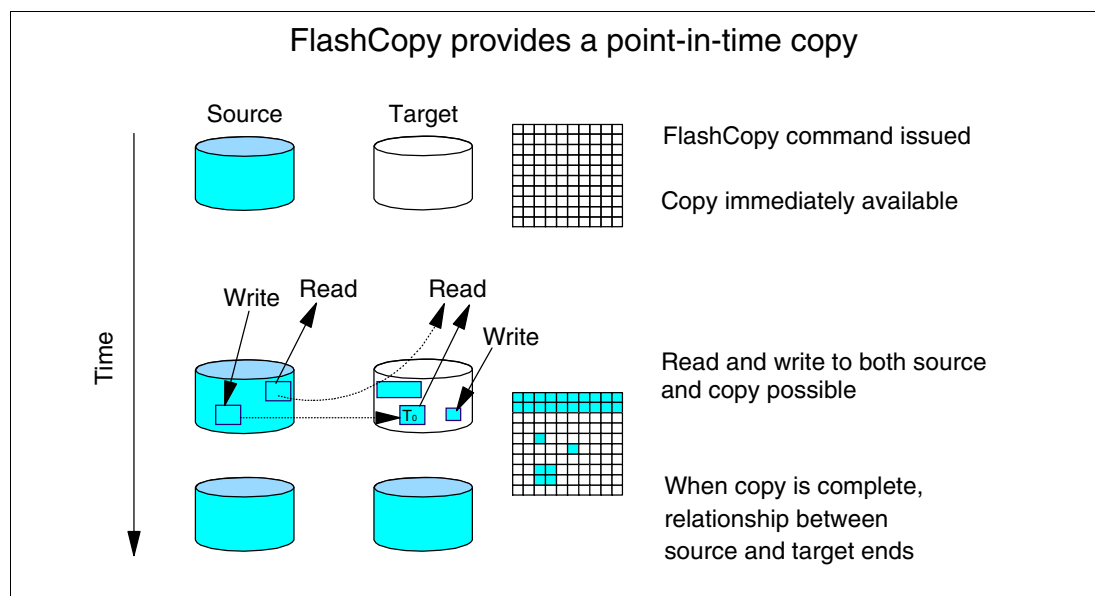 FlashCopy provides a point-in-time copy
Source
Target
FlashCopy command issued
Copy immediately available
Time
Write
Read
Read
Write
Read and write to both source
and copy possible
T0
When copy is complete,
relationship between
source and target ends